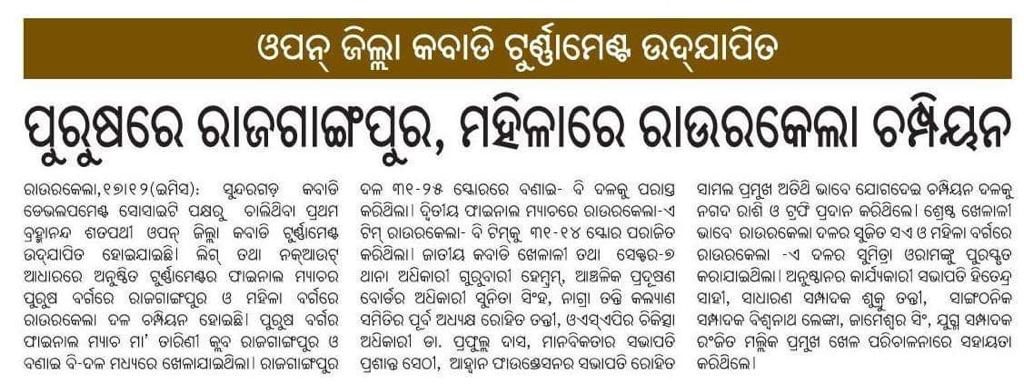 ଓପନ୍ ଜିଲ୍ଲା କବାଡି ଟୁର୍ଣ୍ଣାମେଣ୍ଟ ଉଦ୍‌ଯାପିତ
ପୁରୁଷରେ ରାଜଗାଙ୍ଗପୁର, ମହିଳାରେ ରାଉରକେଲା ଚମ୍ପିୟନ
ରାଉରକେଲା,୧୭।୧୨(ଇମିସ): ସୁନ୍ଦରଗଡ଼ କବାଡି
ଡେଭଲପମେଣ୍ଟ ସୋସାଇଟି ପକ୍ଷରୁ ଚାଲିଥିବା ପ୍ରଥମ
ବ୍ରହ୍ମାନନ୍ଦ ଶତପଥୀ ଓପନ୍ ଜିଲ୍ଲା କବାଡି ଟୁର୍ଣ୍ଣାମେଣ୍ଟ
ଉଦ୍‌ଯାପିତ ହୋଇଯାଇଛି। ଲିଗ୍ ତଥା ନକ୍ଆଉଟ୍
ଆଧାରରେ ଅନୁଷ୍ଠିତ ଟୁର୍ଣ୍ଣାମେଣ୍ଟର ଫାଇନାଲ ମ୍ୟାଚର
ପୁରୁଷ ବର୍ଗରେ ରାଜଗାଙ୍ଗପୁର ଓ ମହିଳା ବର୍ଗରେ
ରାଉରକେଲା ଦଳ ଚମ୍ପିୟନ ହୋଇଛି। ପୁରୁଷ ବର୍ଗର
ଫାଇନାଲ ମ୍ୟାଚ ମା' ତାରିଣୀ କ୍ଲବ ରାଜଗାଙ୍ଗପୁର ଓ
ବଣାଇ ବି-ଦଳ ମଧ୍ୟରେ ଖେଳାଯାଇଥିଲା। ରାଜଗାଙ୍ଗପୁର
ଦଳ ୩୧-୨୫ ସ୍କୋରରେ ବଣାଇ- ବି ଦଳକୁ ପରାସ୍ତ
କରିଥିଲା। ଦ୍ୱିତୀୟ ଫାଇନାଲ ମ୍ୟାଚରେ ରାଉରକେଲା-ଏ
ଟିମ୍ ରାଉରକେଲା- ବି ଟିମ୍‌କୁ ୩୧-୧୪ ସ୍କୋର ପରାଜିତ
କରିଥିଲା। ଜାତୀୟ କବାଡି ଖେଳାଳୀ ତଥା ସେକ୍ଟର-୭
ଥାନା ଅଧିକାରୀ ଗୁରୁବାରୀ ହେମ୍ବ୍ରମ୍, ଆଞ୍ଚଳିକ ପ୍ରଦୂଷଣ
ବୋର୍ଡର ଅଧିକାରୀ ସୁନିତା ସିଂହ, ନାଗ୍ରା ତନ୍ତି କଲ୍ୟାଣ
ସମିତିର ପୂର୍ବ ଅଧ୍ୟକ୍ଷ ରୋହିତ ତନ୍ତୀ, ଓଏସ୍ଏପିର ଚିକିତ୍ସା
ଅଧିକାରୀ ଡା. ପ୍ରଫୁଲ୍ଲ ଦାସ, ମାନବିକତାର ସଭାପତି
ପ୍ରଶାନ୍ତ ସେଠୀ, ଆହ୍ୱାନ ଫାଉଣ୍ଡେସନର ସଭାପତି ରୋହିତ
ସାମଲ ପ୍ରମୁଖ ଅତିଥି ଭାବେ ଯୋଗଦେଇ ଚମ୍ପିୟନ ଦଳକୁ
ନଗଦ ରାଶି ଓ ଟ୍ରଫି ପ୍ରଦାନ କରିଥିଲେ। ଶ୍ରେଷ୍ଠ ଖେଳାଳୀ
ଭାବେ ରାଉରକେଲା ଦଳର ସୁଜିତ ସଏ ଓ ମହିଳା ବର୍ଗରେ
ରାଉରକେଲା -ଏ ଦଳର ସୁମିତ୍ରା ଓରାମଙ୍କୁ ପୁରସ୍କୃତ
କରାଯାଇଥିଲା। ଅନୁଷ୍ଠାନର କାର୍ଯ୍ୟକାରୀ ସଭାପତି ହିତେନ୍ଦ୍ର
ସାହୀ, ସାଧାରଣ ସମ୍ପାଦକ ଶୁକ୍ରୁ ତନ୍ତୀ, ସାଙ୍ଗଠନିକ
ସମ୍ପାଦକ ବିଶ୍ୱନାଥ ଲେଙ୍କା, ଜାମେଶ୍ୱର ସିଂ, ଯୁଗ୍ମ ସମ୍ପାଦକ
ରଂଜିତ ମଲ୍ଲିକ ପ୍ରମୁଖ ଖେଳ ପରିଚାଳନାରେ ସହାୟତା
କରିଥିଲେ।